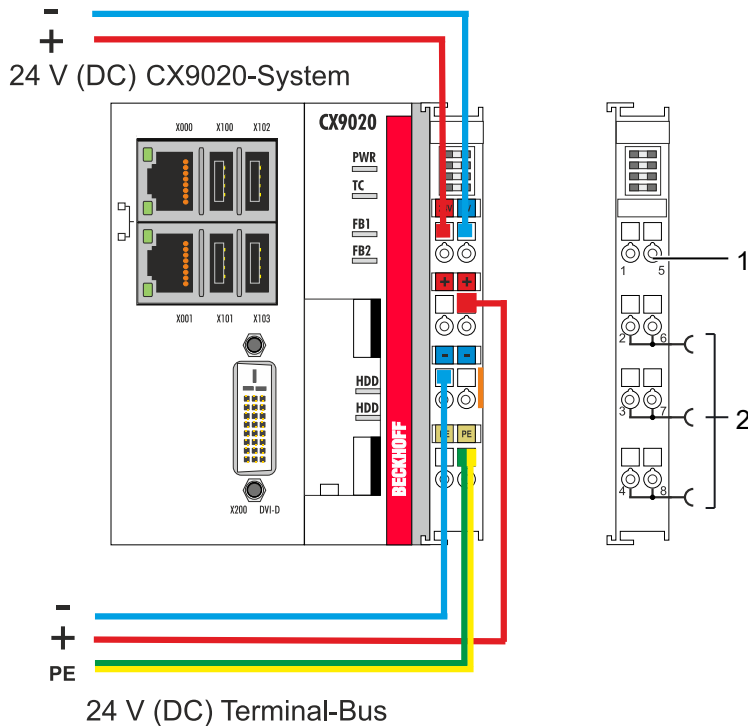 -
+
24 V (DC) CX9020-System
X000 X100 X102
CX9020
PWR
TC
FB1
FB2
X001 X101 X103
HDD
HDD
BECKHOFF
X200 DVI-D
+ +
- -
PE
1 5
1
2 6
3 7
2
4 8
-
+
PE
24 V (DC) Terminal-Bus